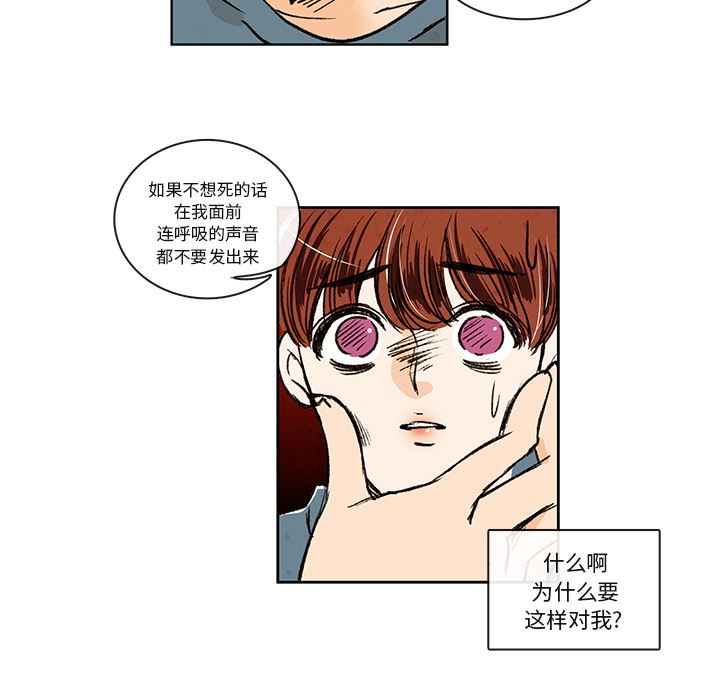 如果不想死的话
在我面前
连呼吸的声音
都不要发出来
什么啊
为什么要
这样对我?